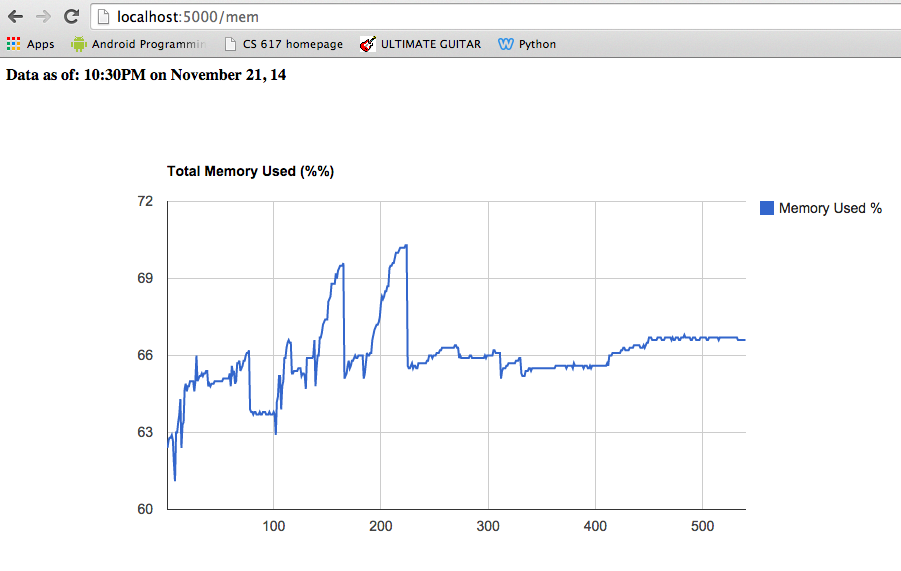 localhost:5000/mem
Apps Android Programmin CS 617 homepage ULTIMATE GUITAR Python
Data as of: 10:30PM on November 21, 14
Total Memory Used (%%)
72
Memory Used %
69
66
63
60
100 200 300 400 500